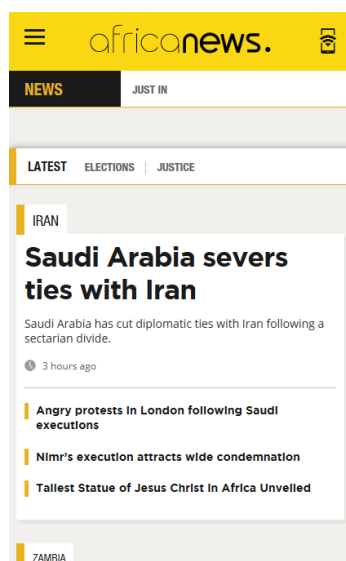 africanews.
NEWS
JUST IN
LATEST
ELECTIONS
JUSTICE
IRAN
Saudi Arabia severs
ties with Iran
Saudi Arabia has cut diplomatic ties with Iran following a
sectarian divide.
3 hours ago
Angry protests in London following Saudi
executions
Nimr's execution attracts wide condemnation
Tallest Statue of Jesus Christ in Africa Unveiled
ZAMBIA